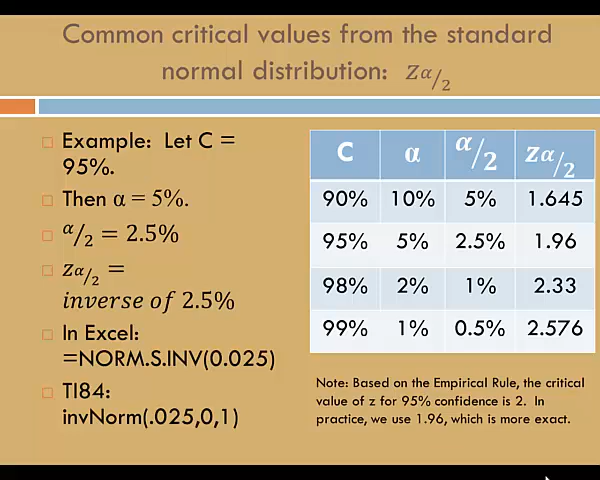 Common critical values from the standard
normal distribution: zα/2
Example: Let C =
95%.
Then α = 5%.
α/2 = 2.5%
zα/2 =
inverse of 2.5%
In Excel:
=NORM.S.INV(0.025)
TI84:
invNorm(.025,0,1)
C α α/2 zα/2
90% 10% 5% 1.645
95% 5% 2.5% 1.96
98% 2% 1% 2.33
99% 1% 0.5% 2.576
Note: Based on the Empirical Rule, the critical
value of z for 95% confidence is 2. In
practice, we use 1.96, which is more exact.